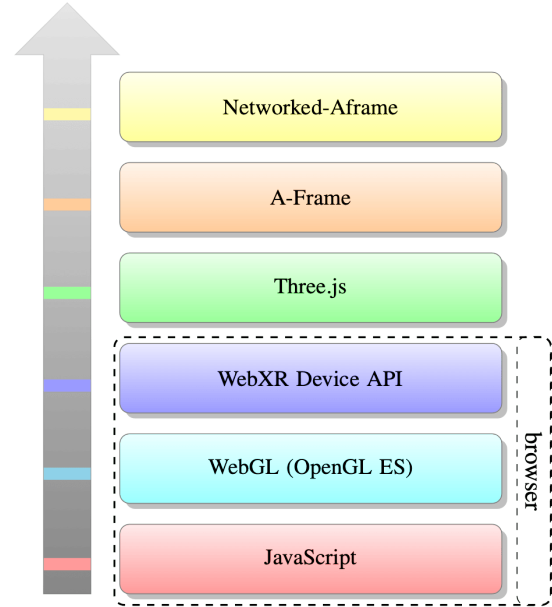 Networked-Aframe
A-Frame
Three.js
WebXR Device API
WebGL (OpenGL ES)
JavaScript
browser